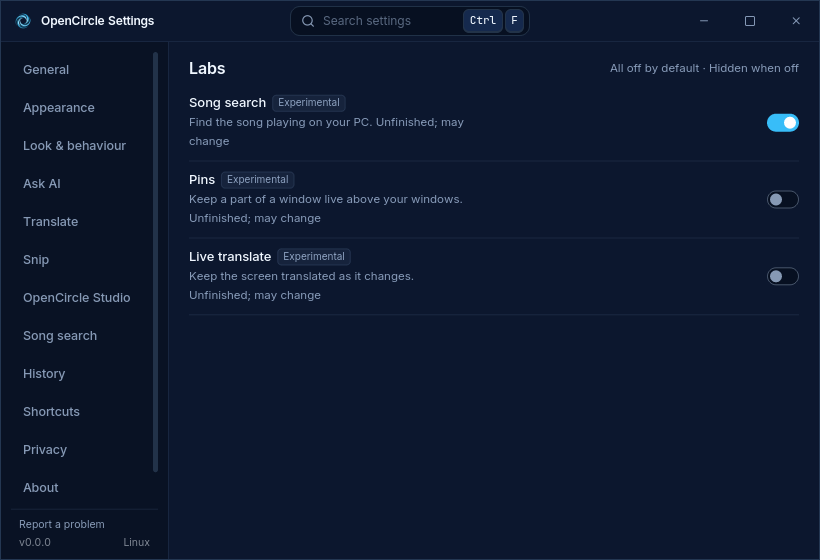 OpenCircle Settings
Search settings
Ctrl F
General
Appearance
Look & behaviour
Ask AI
Translate
Snip
OpenCircle Studio
Song search
History
Shortcuts
Privacy
About
Report a problem
v0.0.0 Linux
Labs
All off by default · Hidden when off
Song search Experimental
Find the song playing on your PC. Unfinished; may
change
Pins Experimental
Keep a part of a window live above your windows.
Unfinished; may change
Live translate Experimental
Keep the screen translated as it changes.
Unfinished; may change